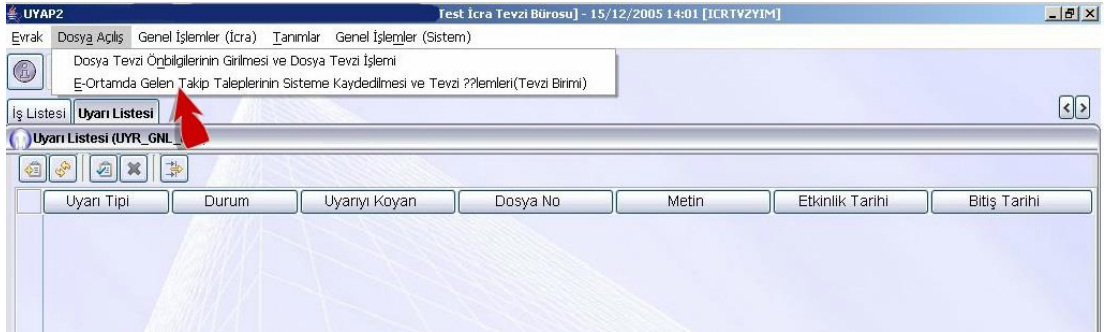 UYAP2 Test İcra Tevzi Bürosu] - 15/12/2005 14:01 [ICRTVZYIM]
Evrak Dosya Açılış Genel İşlemler (İcra) Tanımlar Genel İşlemler (Sistem)
Dosya Tevzi Önbilgilerinin Girilmesi ve Dosya Tevzi İşlemi
E-Ortamda Gelen Takip Taleplerinin Sisteme Kaydedilmesi ve Tevzi ??lemleri(Tevzi Birimi)
İş Listesi Uyarı Listesi
Uyarı Listesi (UYR_GNL_
Uyarı Tipi Durum Uyarıyı Koyan Dosya No Metin Etkinlik Tarihi Bitiş Tarihi